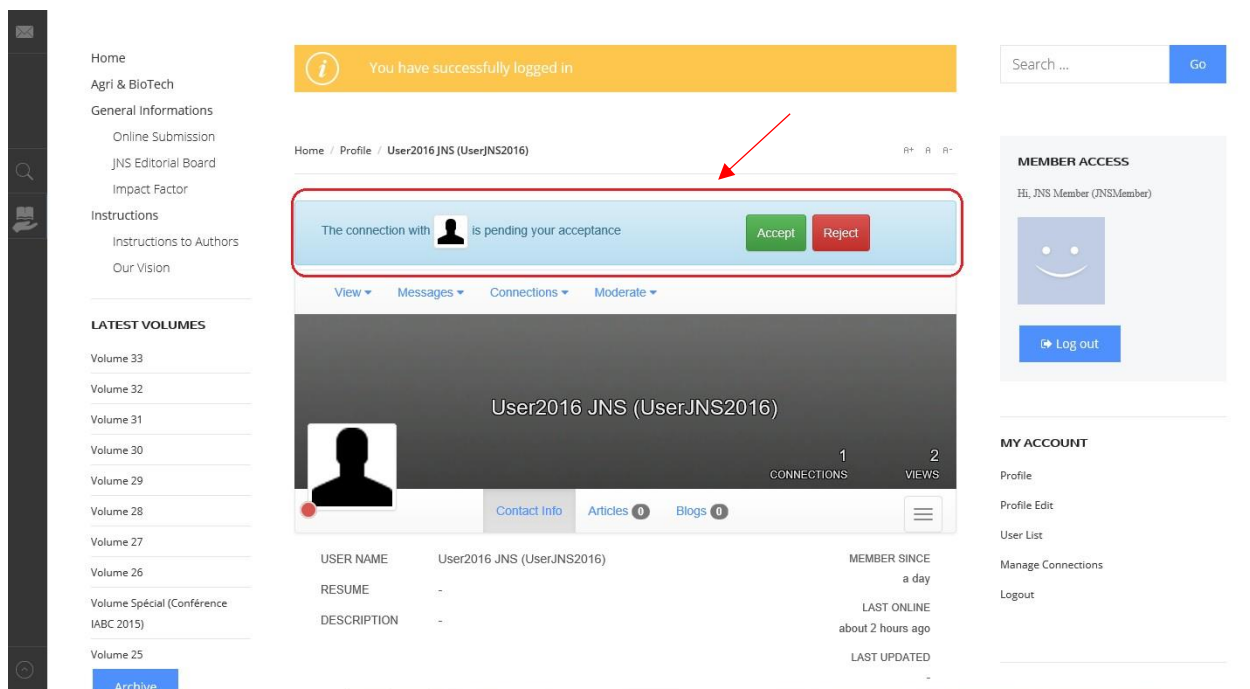 Home
Agri & BioTech
General Informations
Online Submission
JNS Editorial Board
Impact Factor
Instructions
Instructions to Authors
Our Vision
LATEST VOLUMES
Volume 33
Volume 32
Volume 31
Volume 30
Volume 29
Volume 28
Volume 27
Volume 26
Volume Spécial (Conférence
IABC 2015)
Volume 25
Archive
i You have successfully logged in
Home / Profile / User2016 JNS (UserJNS2016)
A+ A A-
The connection with is pending your acceptance
Accept Reject
View Messages Connections Moderate
User2016 JNS (UserJNS2016)
1 2
CONNECTIONS VIEWS
Contact Info Articles 0 Blogs 0
USER NAME User2016 JNS (UserJNS2016)
RESUME -
DESCRIPTION -
MEMBER SINCE
a day
LAST ONLINE
about 2 hours ago
LAST UPDATED
-
Search ... Go
MEMBER ACCESS
Hi, JNS Member (JNSMember)
Log out
MY ACCOUNT
Profile
Profile Edit
User List
Manage Connections
Logout